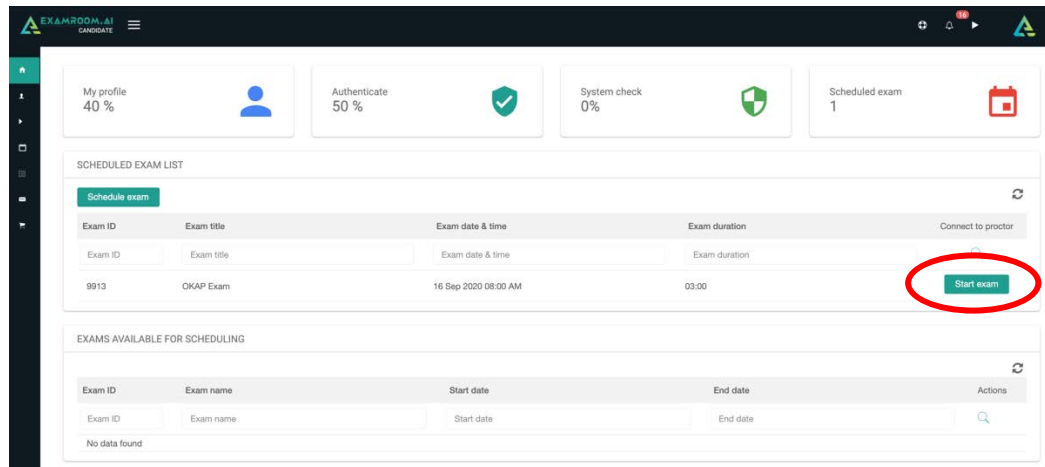 EXAMROOM.AI
CANDIDATE
16
My profile
40 %
Authenticate
50 %
System check
0%
Scheduled exam
1
SCHEDULED EXAM LIST
Schedule exam
Exam ID Exam title Exam date & time Exam duration Connect to proctor
Exam ID Exam title Exam date & time Exam duration
9913 OKAP Exam 16 Sep 2020 08:00 AM 03:00 Start exam
EXAMS AVAILABLE FOR SCHEDULING
Exam ID Exam name Start date End date Actions
Exam ID Exam name Start date End date
No data found